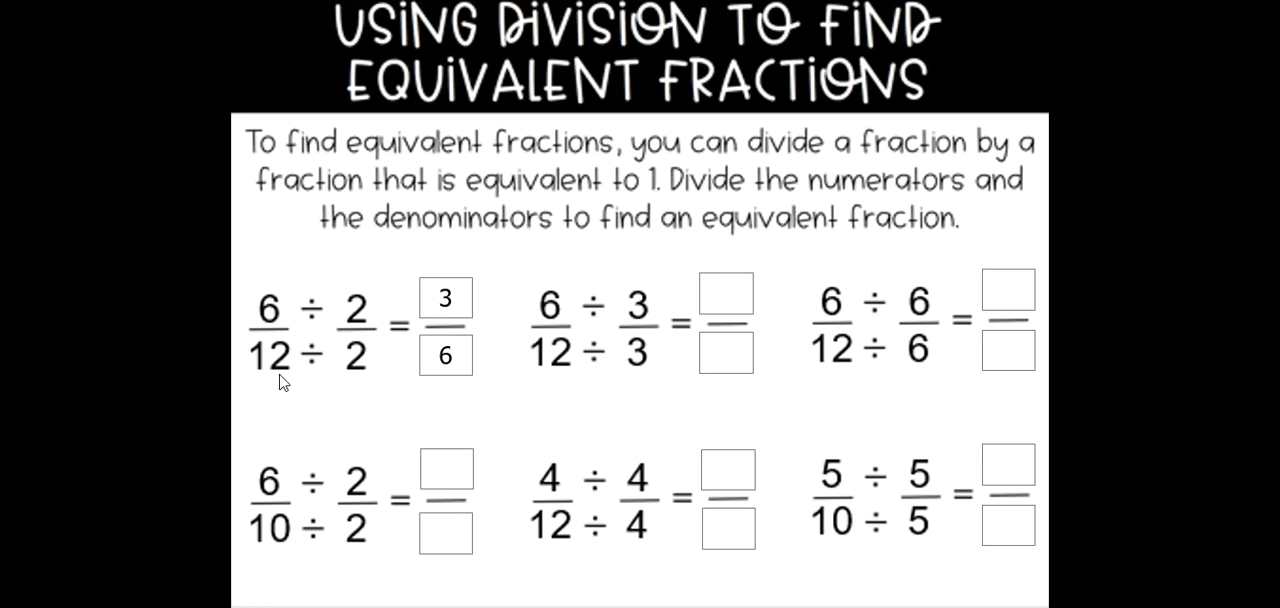 USING DIVISION TO FIND
EQUIVALENT FRACTIONS
To find equivalent fractions, you can divide a fraction by a
fraction that is equivalent to 1. Divide the numerators and
the denominators to find an equivalent fraction.
6 ÷ 2 = 3
12 ÷ 2 6
6 ÷ 3 =
12 ÷ 3
6 ÷ 6 =
12 ÷ 6
6 ÷ 2 =
10 ÷ 2
4 ÷ 4 =
12 ÷ 4
5 ÷ 5 =
10 ÷ 5